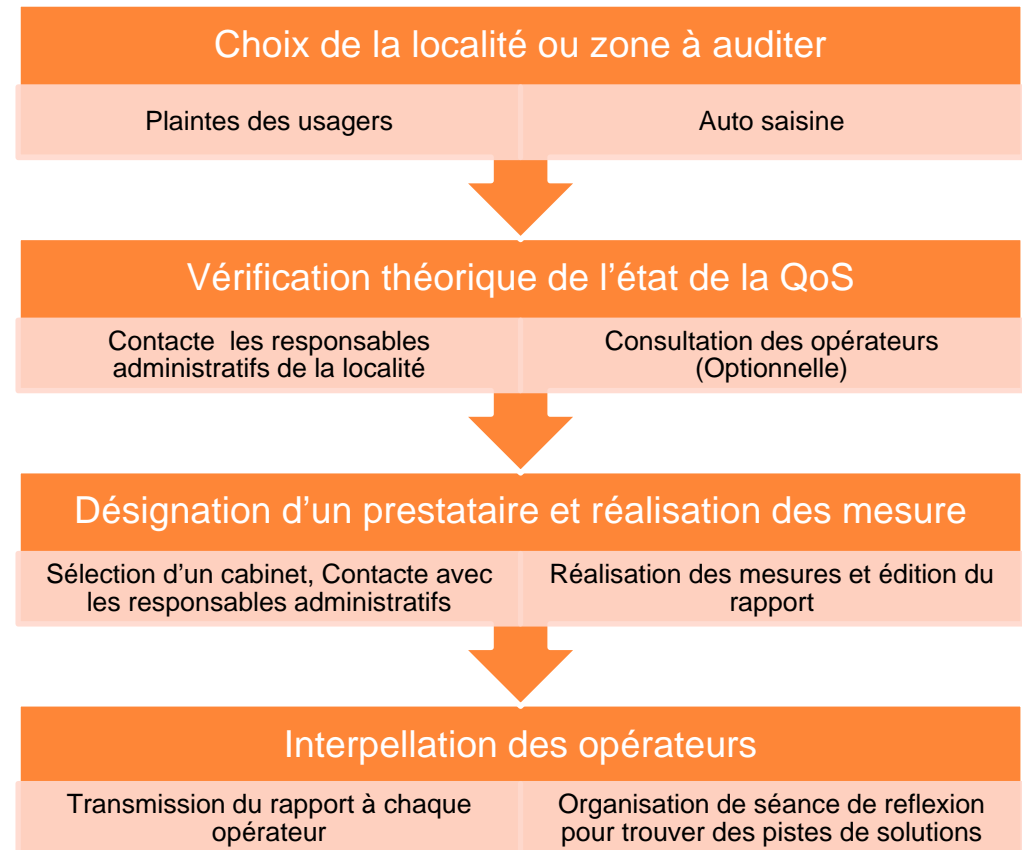 Choix de la localité ou zone à auditer
Plaintes des usagers
Auto saisine
Vérification théorique de l’état de la QoS
Contacte les responsables
administratifs de la localité
Consultation des opérateurs
(Optionnelle)
Désignation d’un prestataire et réalisation des mesure
Sélection d’un cabinet, Contacte avec
les responsables administratifs
Réalisation des mesures et édition du
rapport
Interpellation des opérateurs
Transmission du rapport à chaque
opérateur
Organisation de séance de reflexion
pour trouver des pistes de solutions